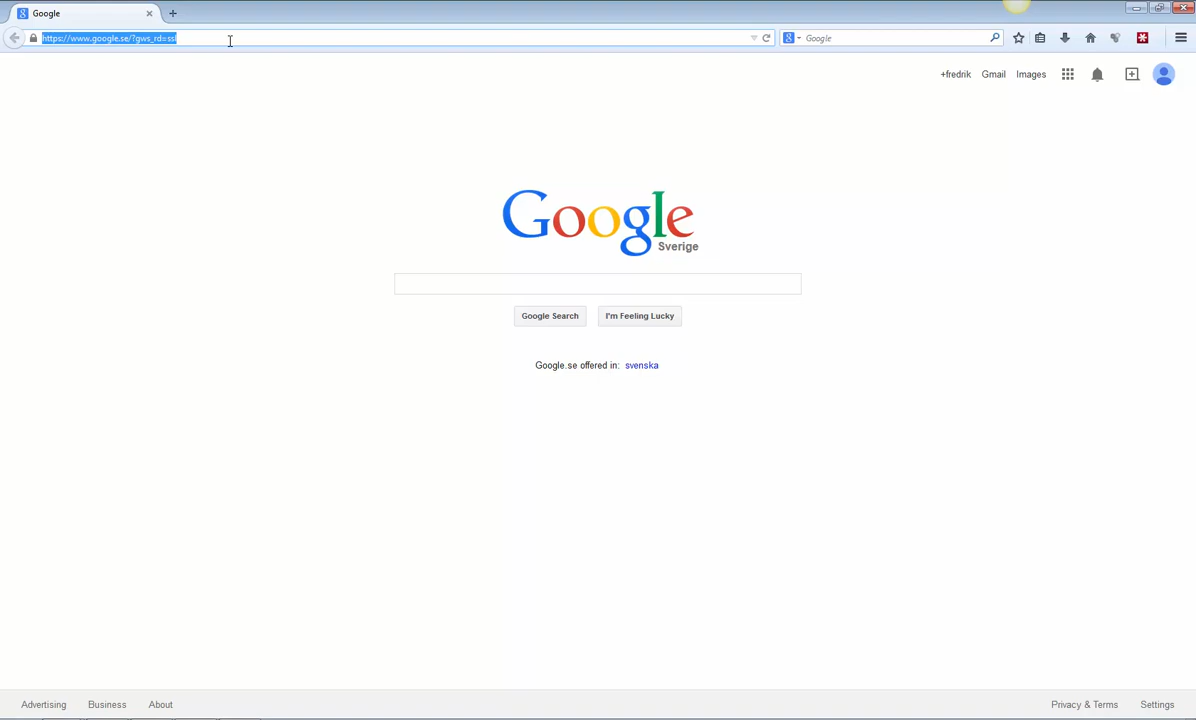 Google
https://www.google.se/?gws_rd=ssl
Google
+fredrik Gmail Images
Google
Sverige
Google Search I'm Feeling Lucky
Google.se offered in: svenska
Advertising Business About Privacy & Terms Settings